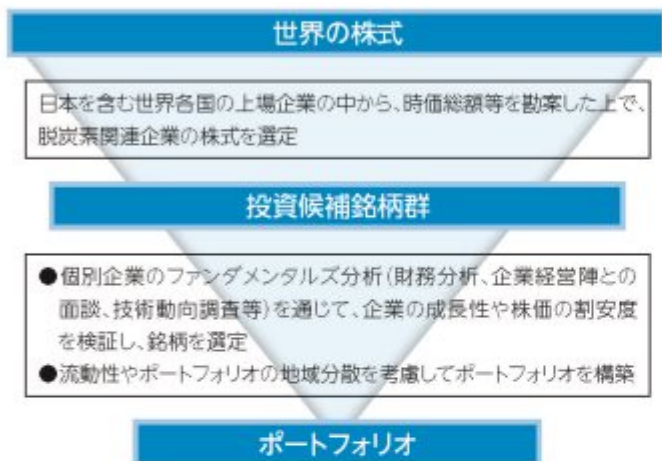 世界の株式
日本を含む世界各国の上場企業の中から、時価総額等を勘案した上で、
脱炭素関連企業の株式を選定
投資候補銘柄群
●個別企業のファンダメンタルズ分析(財務分析、企業経営陣との
面談、技術動向調査等)を通じて、企業の成長性や株価の割安度
を検証し、銘柄を選定
●流動性やポートフォリオの地域分散を考慮してポートフォリオを構築
ポートフォリオ